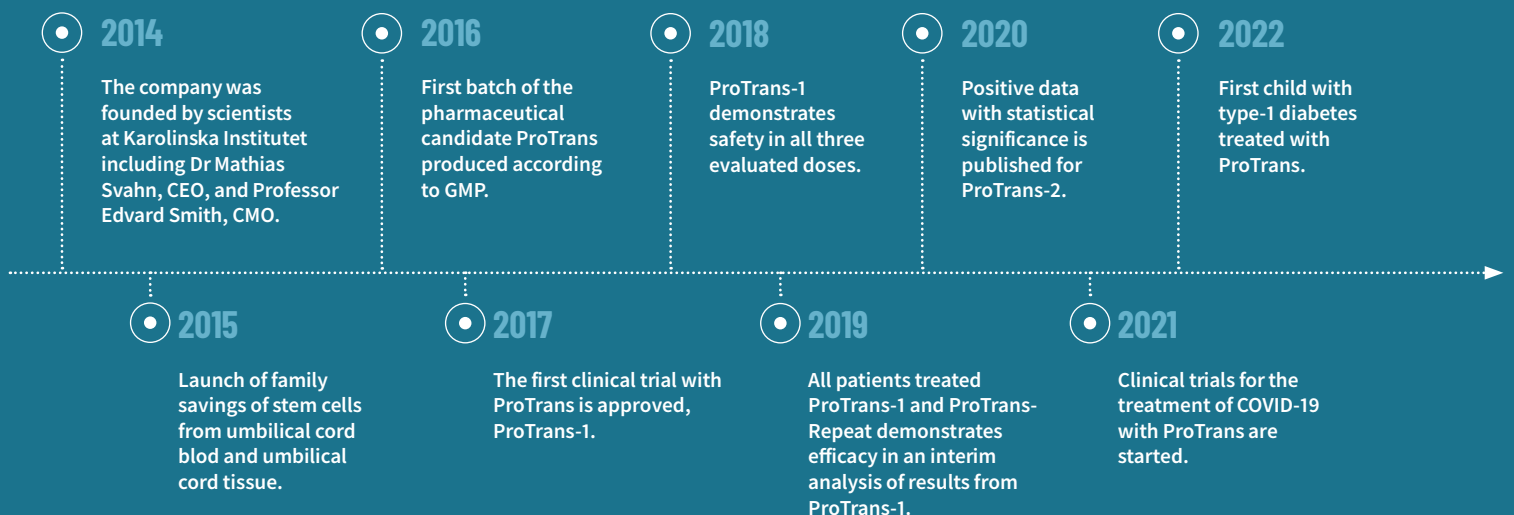 2014
The company was
founded by scientists
at Karolinska Institutet
including Dr Mathias
Svahn, CEO, and Professor
Edvard Smith, CMO.
2016
First batch of the
pharmaceutical
candidate ProTrans
produced according
to GMP.
2018
ProTrans-1
demonstrates
safety in all three
evaluated doses.
2020
Positive data
with statistical
significance is
published for
ProTrans-2.
2022
First child with
type-1 diabetes
treated with
ProTrans.
2015
Launch of family
savings of stem cells
from umbilical cord
blod and umbilical
cord tissue.
2017
The first clinical trial with
ProTrans is approved,
ProTrans-1.
2019
All patients treated
ProTrans-1 and ProTrans-
Repeat demonstrates
efficacy in an interim
analysis of results from
ProTrans-1.
2021
Clinical trials for the
treatment of COVID-19
with ProTrans are
started.